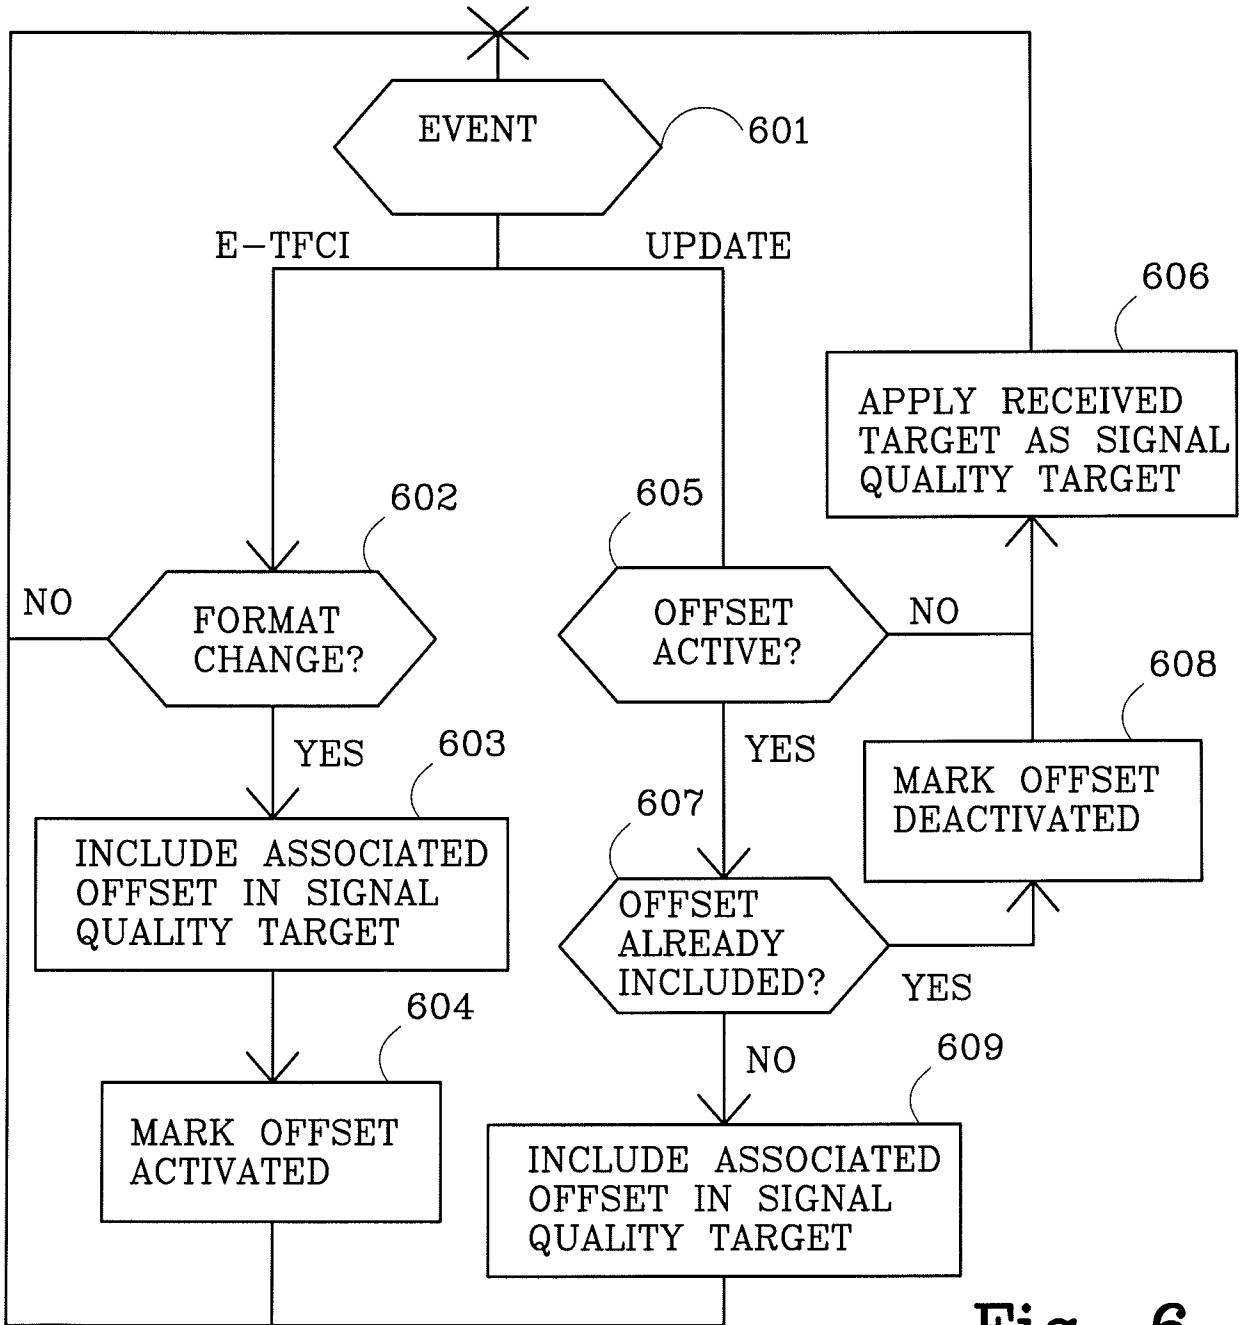 EVENT
601
E-TFCI
UPDATE
606
APPLY RECEIVED
TARGET AS SIGNAL
QUALITY TARGET
602
605
NO
FORMAT
CHANGE?
OFFSET
ACTIVE?
NO
608
YES
603
YES
MARK OFFSET
DEACTIVATED
607
INCLUDE ASSOCIATED
OFFSET IN SIGNAL
QUALITY TARGET
OFFSET
ALREADY
INCLUDED?
YES
604
NO
609
MARK OFFSET
ACTIVATED
INCLUDE ASSOCIATED
OFFSET IN SIGNAL
QUALITY TARGET
Fig. 6